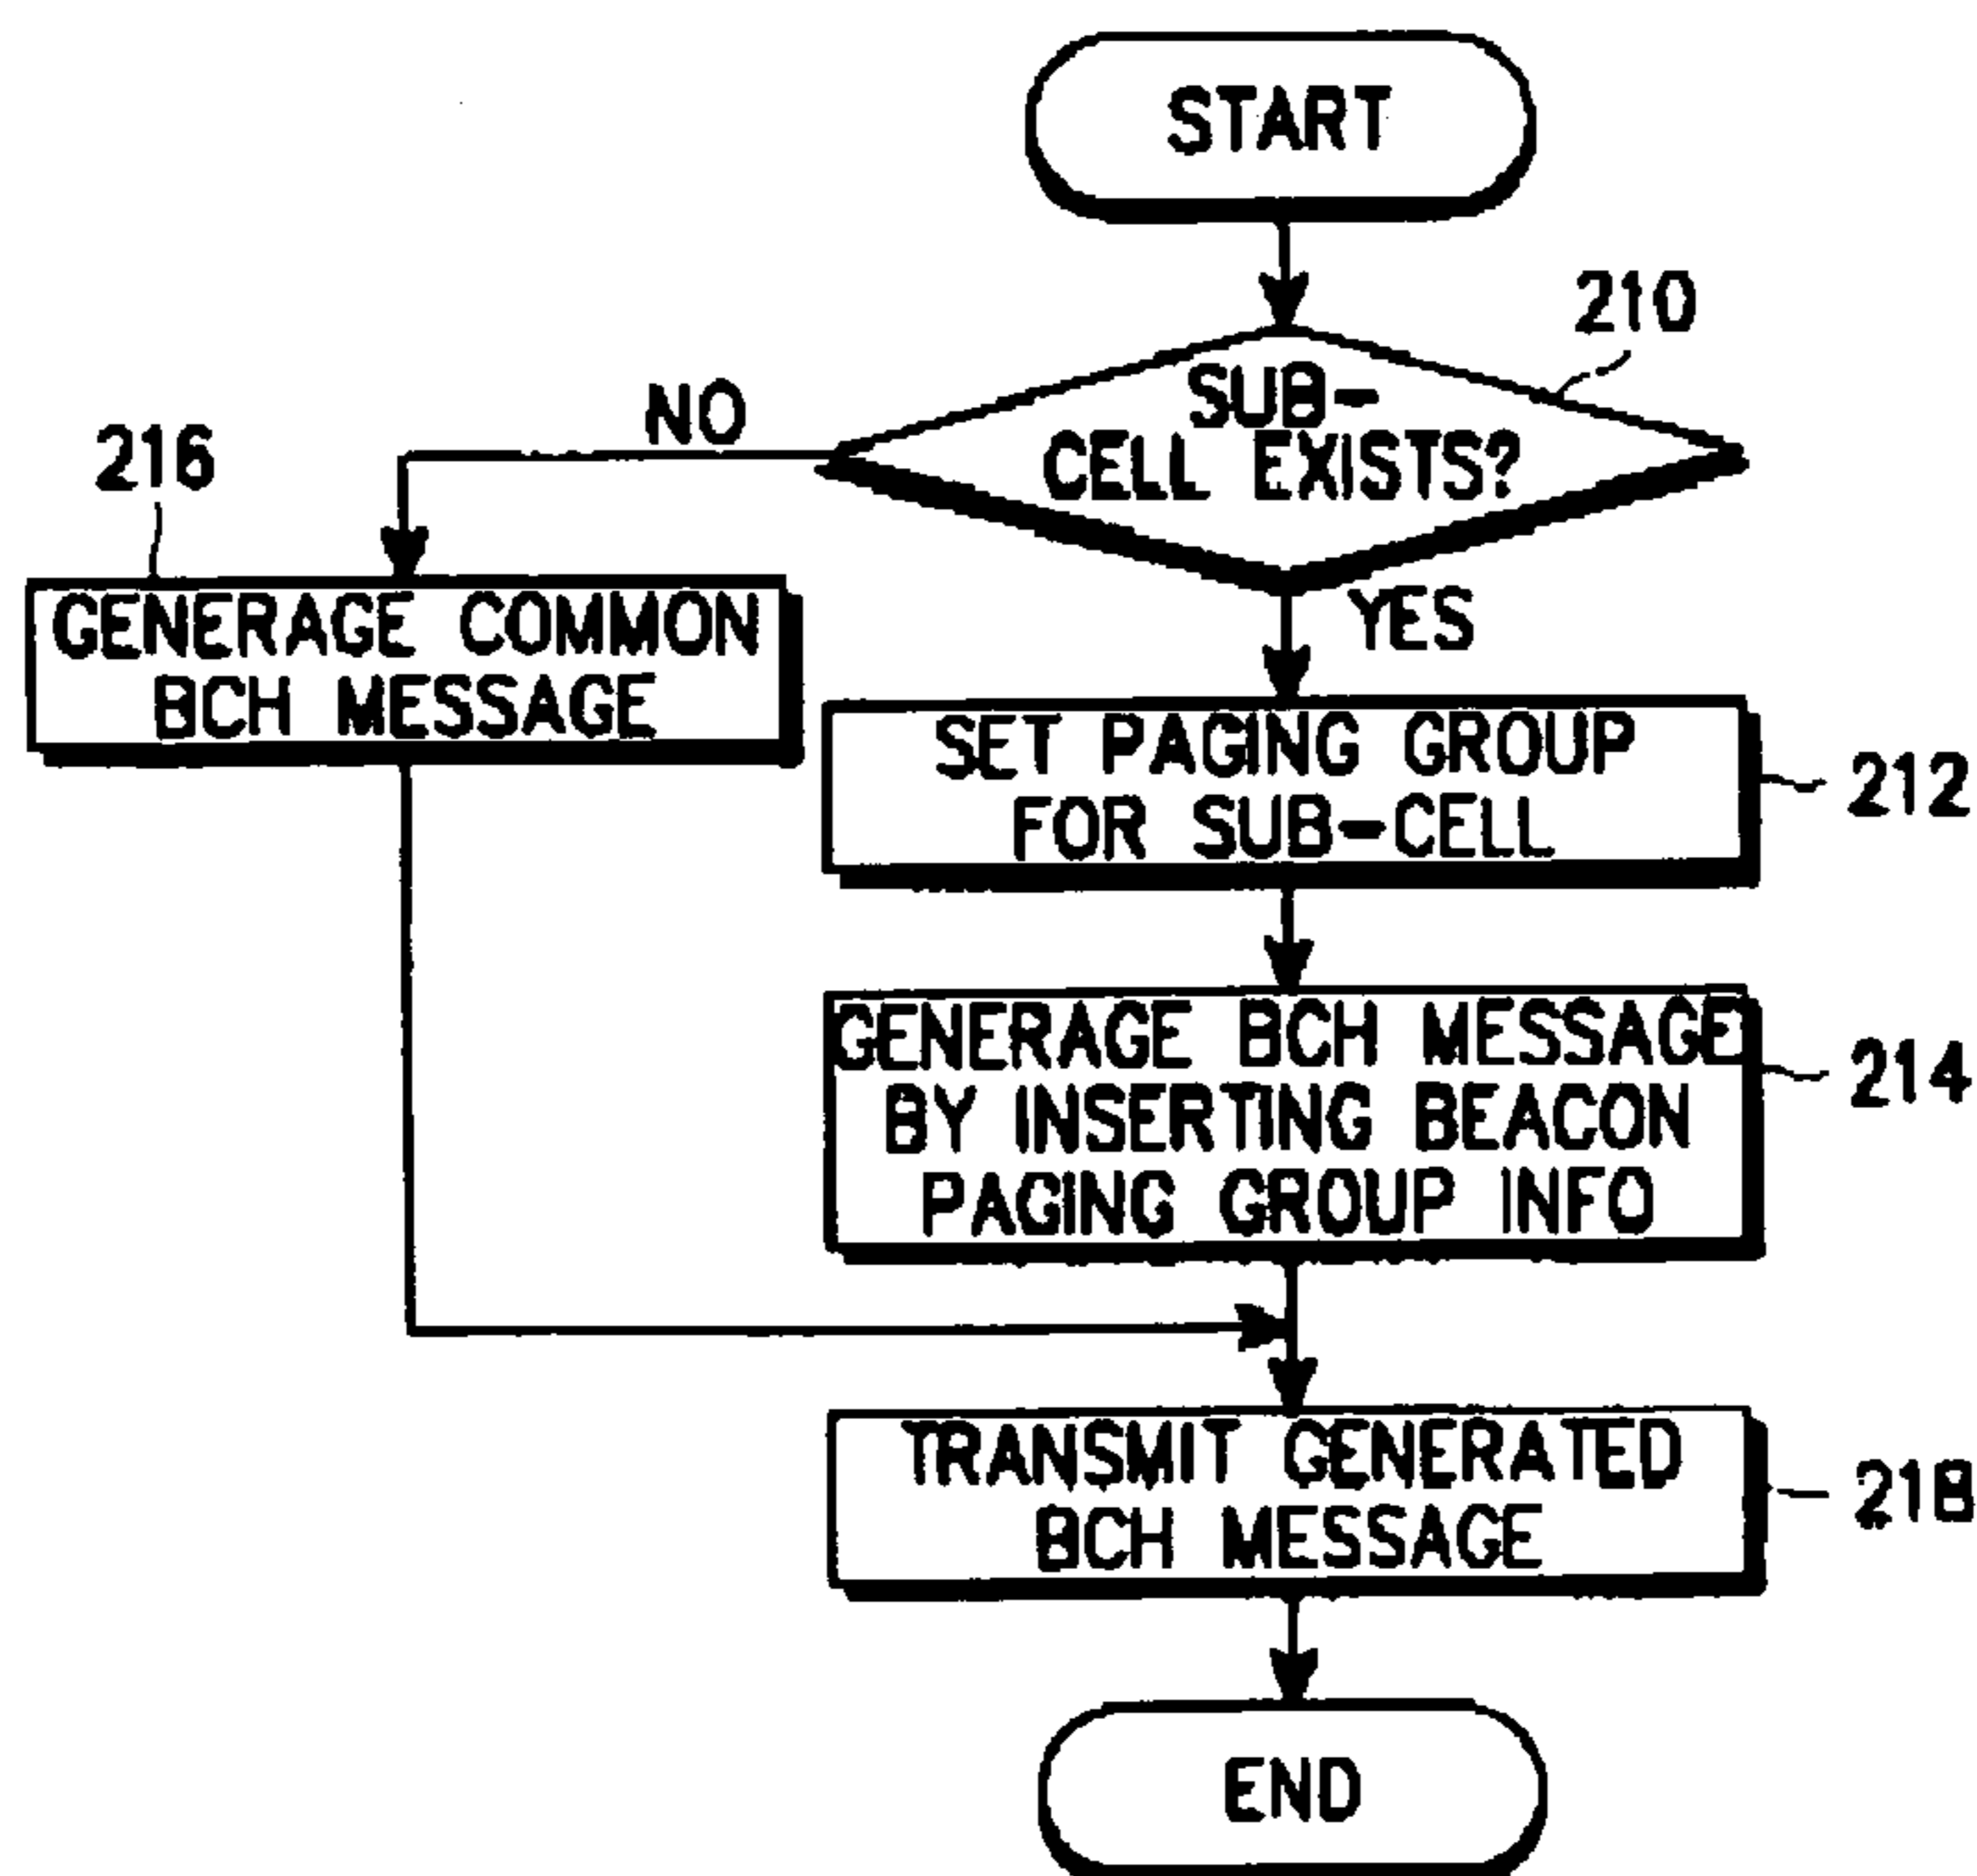 START
210
SUB-
CELL EXISTS?
NO
216
YES
GENERAGE COMMON
BCH MESSAGE
SET PAGING GROUP
FOR SUB-CELL
212
GENERAGE BCH MESSAGE
BY INSERTING BEACON
PAGING GROUP INFO
214
TRANSMIT GENERATED
BCH MESSAGE
218
END